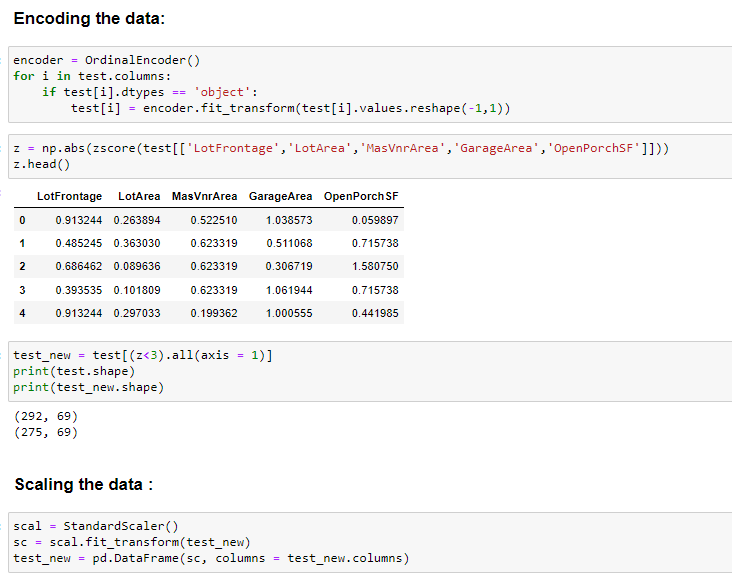 Encoding the data:
encoder = OrdinalEncoder()
for i in test.columns:
    if test[i].dtypes == 'object':
        test[i] = encoder.fit_transform(test[i].values.reshape(-1,1))
z = np.abs(zscore(test[['LotFrontage','LotArea','MasVnrArea','GarageArea','OpenPorchSF']]))
z.head()
LotFrontage LotArea MasVnrArea GarageArea OpenPorchSF
0 0.913244 0.263894 0.522510 1.038573 0.059897
1 0.485245 0.363030 0.623319 0.511068 0.715738
2 0.686462 0.089636 0.623319 0.306719 1.580750
3 0.393535 0.101809 0.623319 1.061944 0.715738
4 0.913244 0.297033 0.199362 1.000555 0.441985
test_new = test[(z<3).all(axis = 1)]
print(test.shape)
print(test_new.shape)
(292, 69)
(275, 69)
Scaling the data :
scal = StandardScaler()
sc = scal.fit_transform(test_new)
test_new = pd.DataFrame(sc, columns = test_new.columns)